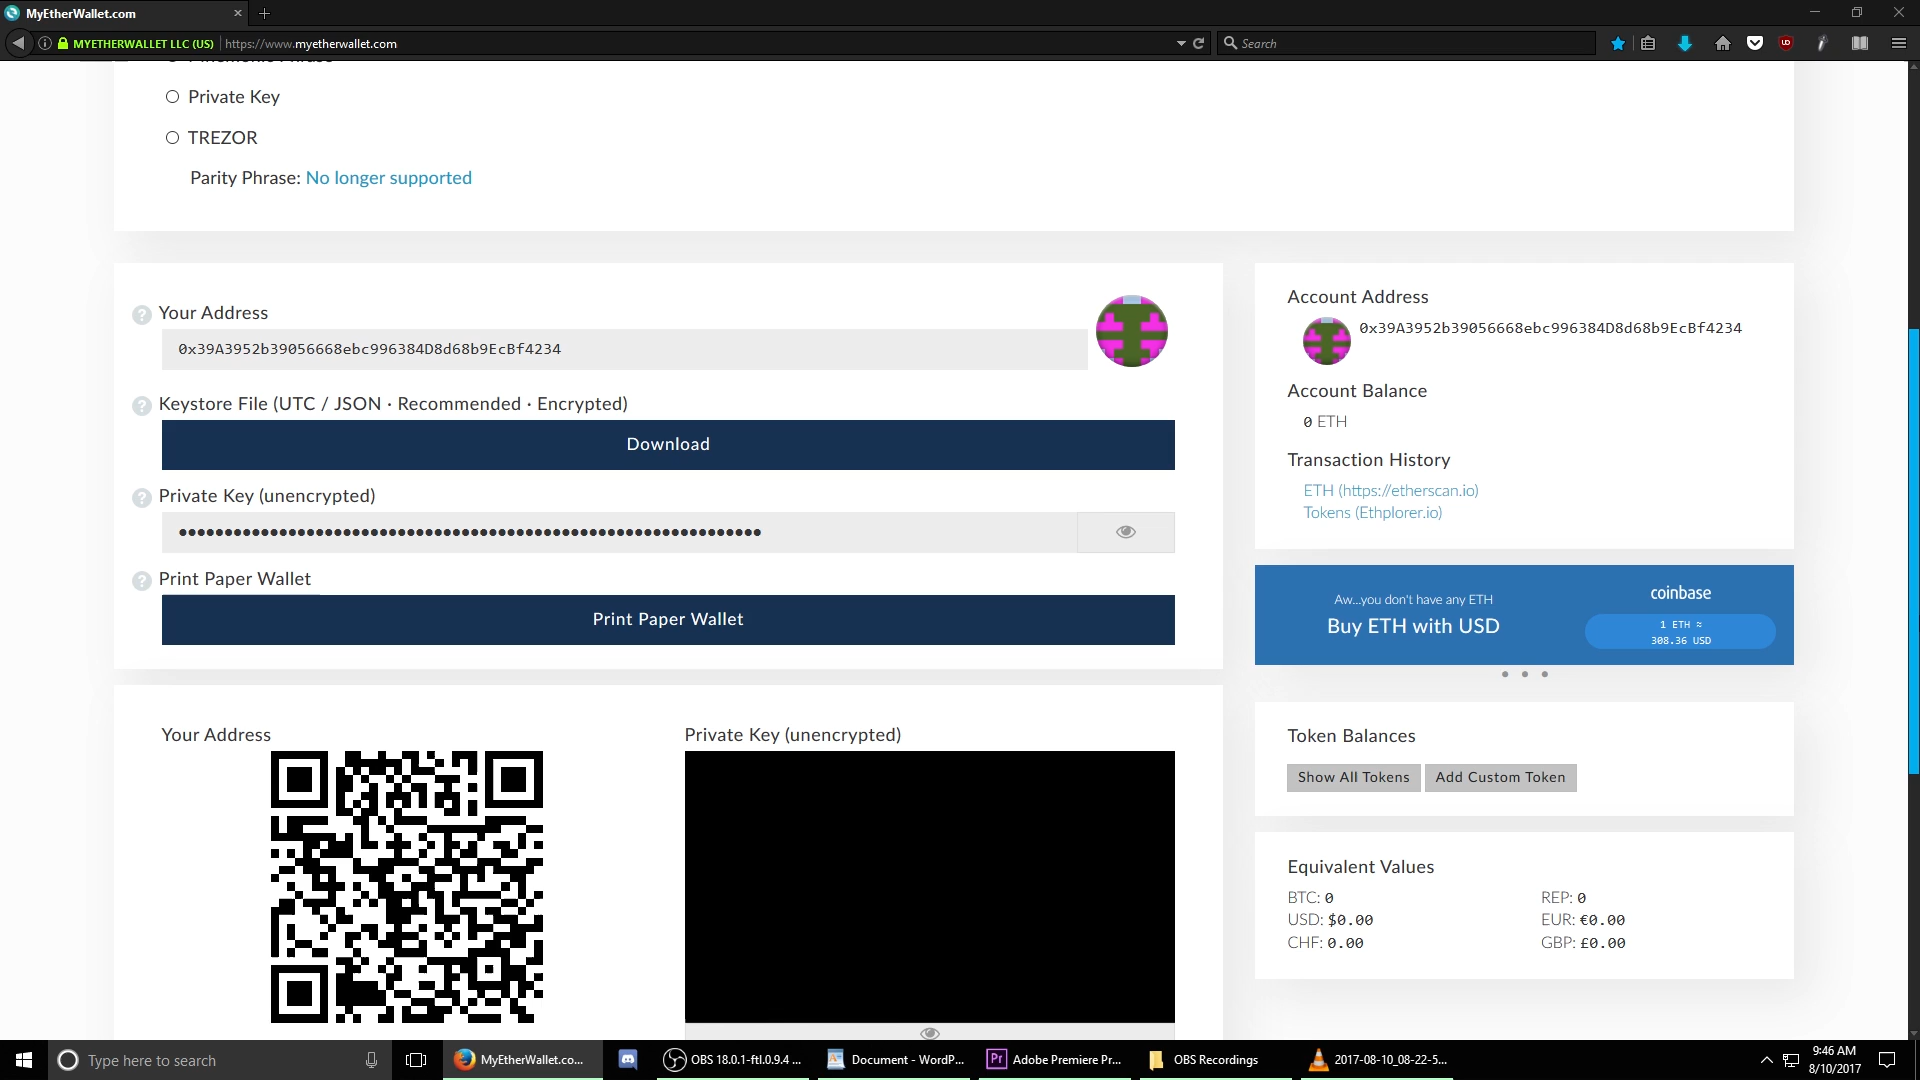 MyEtherWallet.com
MYETHERWALLET LLC (US)
https://www.myetherwallet.com
Search
Mnemonic Phrase
Private Key
TREZOR
Parity Phrase: No longer supported
Your Address
0x39A3952b39056668ebc996384D8d68b9EcBf4234
Keystore File (UTC / JSON · Recommended · Encrypted)
Download
Private Key (unencrypted)
Print Paper Wallet
Print Paper Wallet
Your Address
Private Key (unencrypted)
Account Address
0x39A3952b39056668ebc996384D8d68b9EcBf4234
Account Balance
0 ETH
Transaction History
ETH (https://etherscan.io)
Tokens (Ethplorer.io)
Aw...you don't have any ETH
Buy ETH with USD
coinbase
1 ETH ≈
308.36 USD
Token Balances
Show All Tokens
Add Custom Token
Equivalent Values
BTC: 0
REP: 0
USD: $0.00
EUR: €0.00
CHF: 0.00
GBP: £0.00
Type here to search
MyEtherWallet.co...
OBS 18.0.1-ftl.0.9.4 ...
Document - WordP...
Pr
Adobe Premiere Pr...
OBS Recordings
2017-08-10_08-22-5...
9:46 AM
8/10/2017